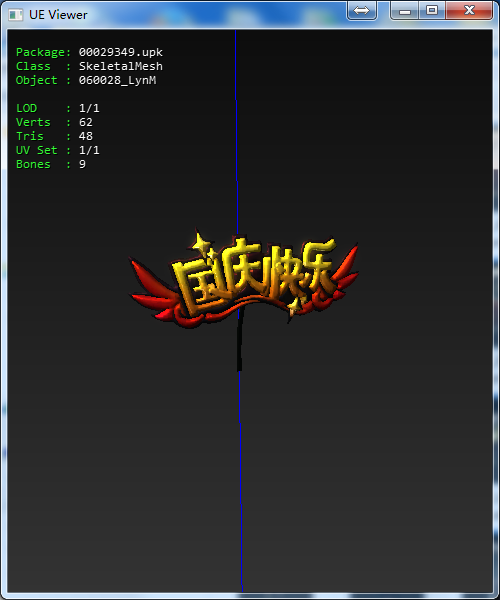 UE Viewer
Package: 00029349.upk
Class : SkeletalMesh
Object : 060028_LynM
LOD : 1/1
Verts : 62
Tris : 48
UV Set : 1/1
Bones : 9
国庆快乐